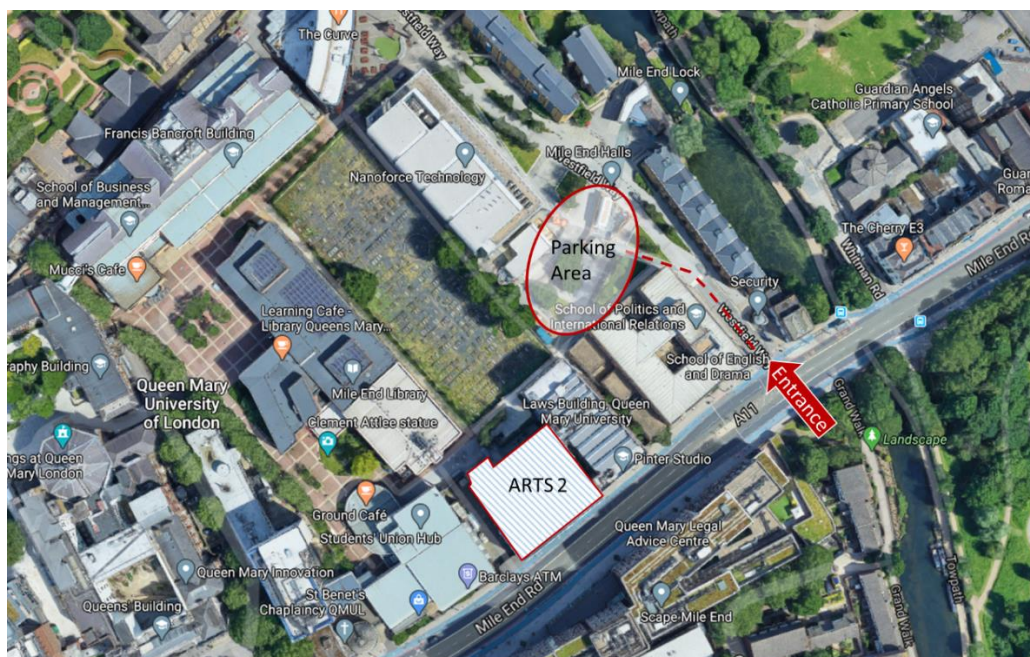 The Curve
Westfield Way
Towpath
Mile End Lock
Guardian Angels
Catholic Primary School
Francis Bancroft Building
Mile End Halls
Westfield Way
Nanoforce Technology
School of Business
and Management...
The Cherry E3
Whitman Rd
Mile End Rd
Parking
Area
Mucci's Cafe
Security
School of Politics and
International Relations
Learning Cafe -
Library Queens Mary...
Westfield Way
School of English
and Drama
Entrance
Grand Walk
A11
Landscape
Queen Mary
University
of London
Mile End Library
Clement Attlee statue
Laws Building, Queen
Mary University
Pinter Studio
ARTS 2
Ground Café
Students' Union Hub
Queen Mary Legal
Advice Centre
Queen Mary Innovation
Barclays ATM
Mile End Rd
St Benet's
Chaplaincy QMUL
Queens' Building
Scape Mile End
Grand Walk
Towpath